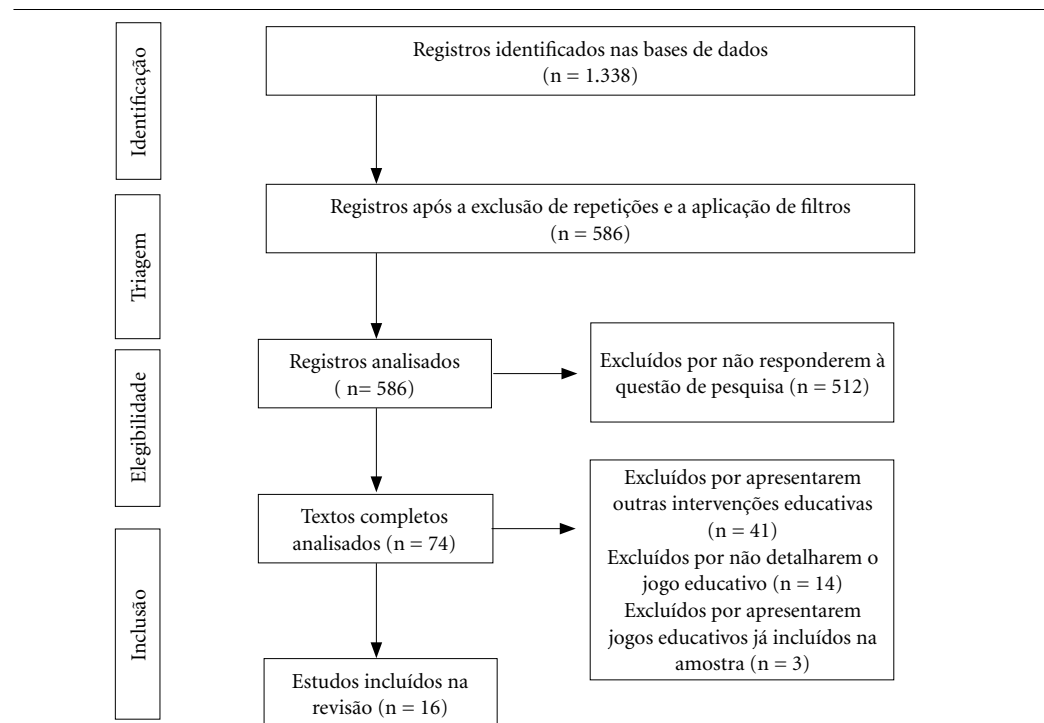 Identificação
Registros identificados nas bases de dados
(n = 1.338)
Triagem
Registros após a exclusão de repetições e a aplicação de filtros
(n = 586)
Elegibilidade
Registros analisados
( n= 586)
Excluídos por não responderem à
questão de pesquisa (n = 512)
Inclusão
Textos completos
analisados (n = 74)
Excluídos por apresentarem
outras intervenções educativas
(n = 41)
Excluídos por não detalharem o
jogo educativo (n = 14)
Excluídos por apresentarem
jogos educativos já incluídos na
amostra (n = 3)
Estudos incluídos na
revisão (n = 16)